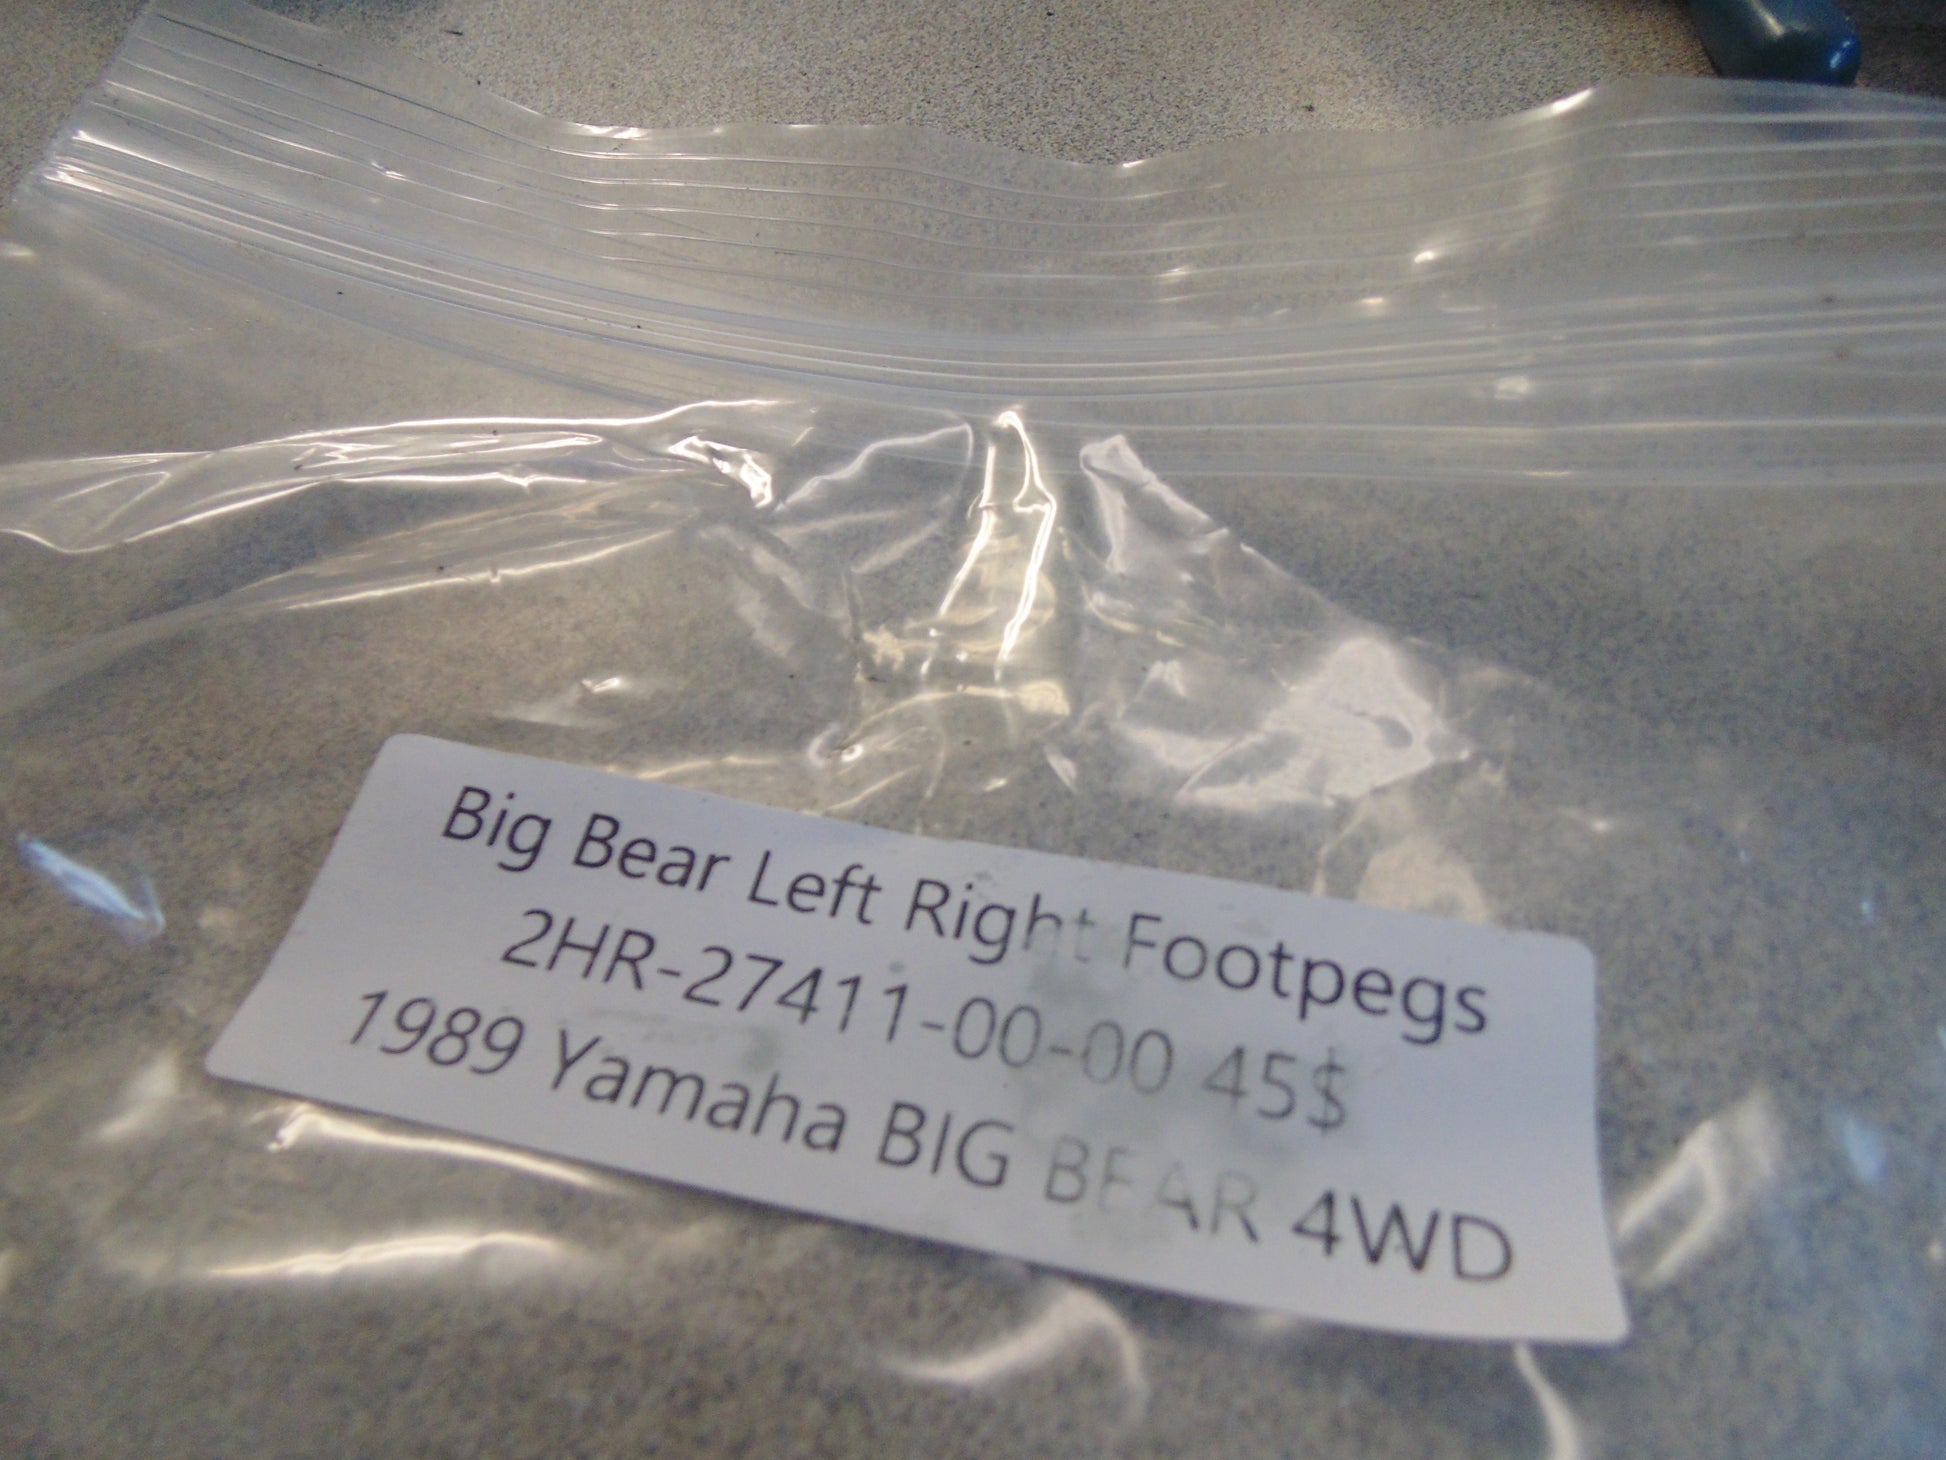 Big Bear Left Right Footpegs
2HR-27411-00-00 45$
1989 Yamaha BIG BEAR 4WD